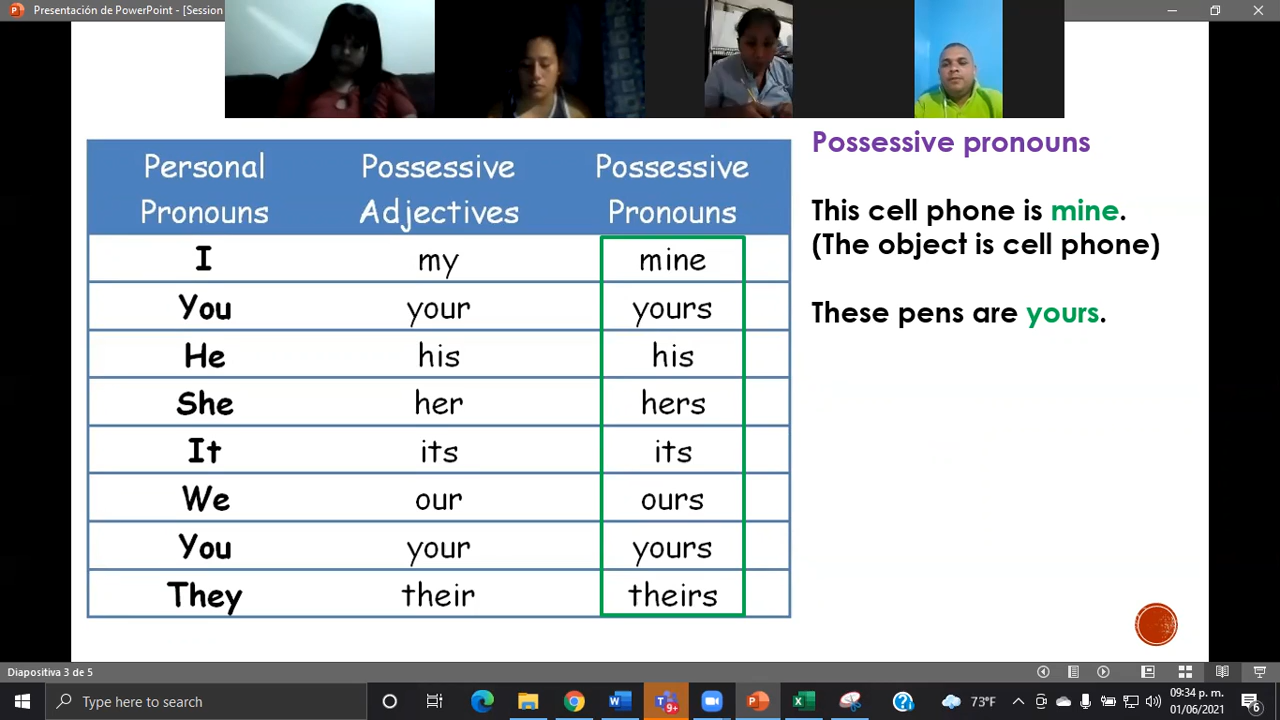 Presentación de PowerPoint - [Session
Personal Possessive Possessive
Pronouns Adjectives Pronouns
I my mine
You your yours
He his his
She her hers
It its its
We our ours
You your yours
They their theirs
Possessive pronouns
This cell phone is mine.
(The object is cell phone)
These pens are yours.
Diapositiva 3 de 5
Type here to search
9+
73°F
09:34 p. m.
01/06/2021
6